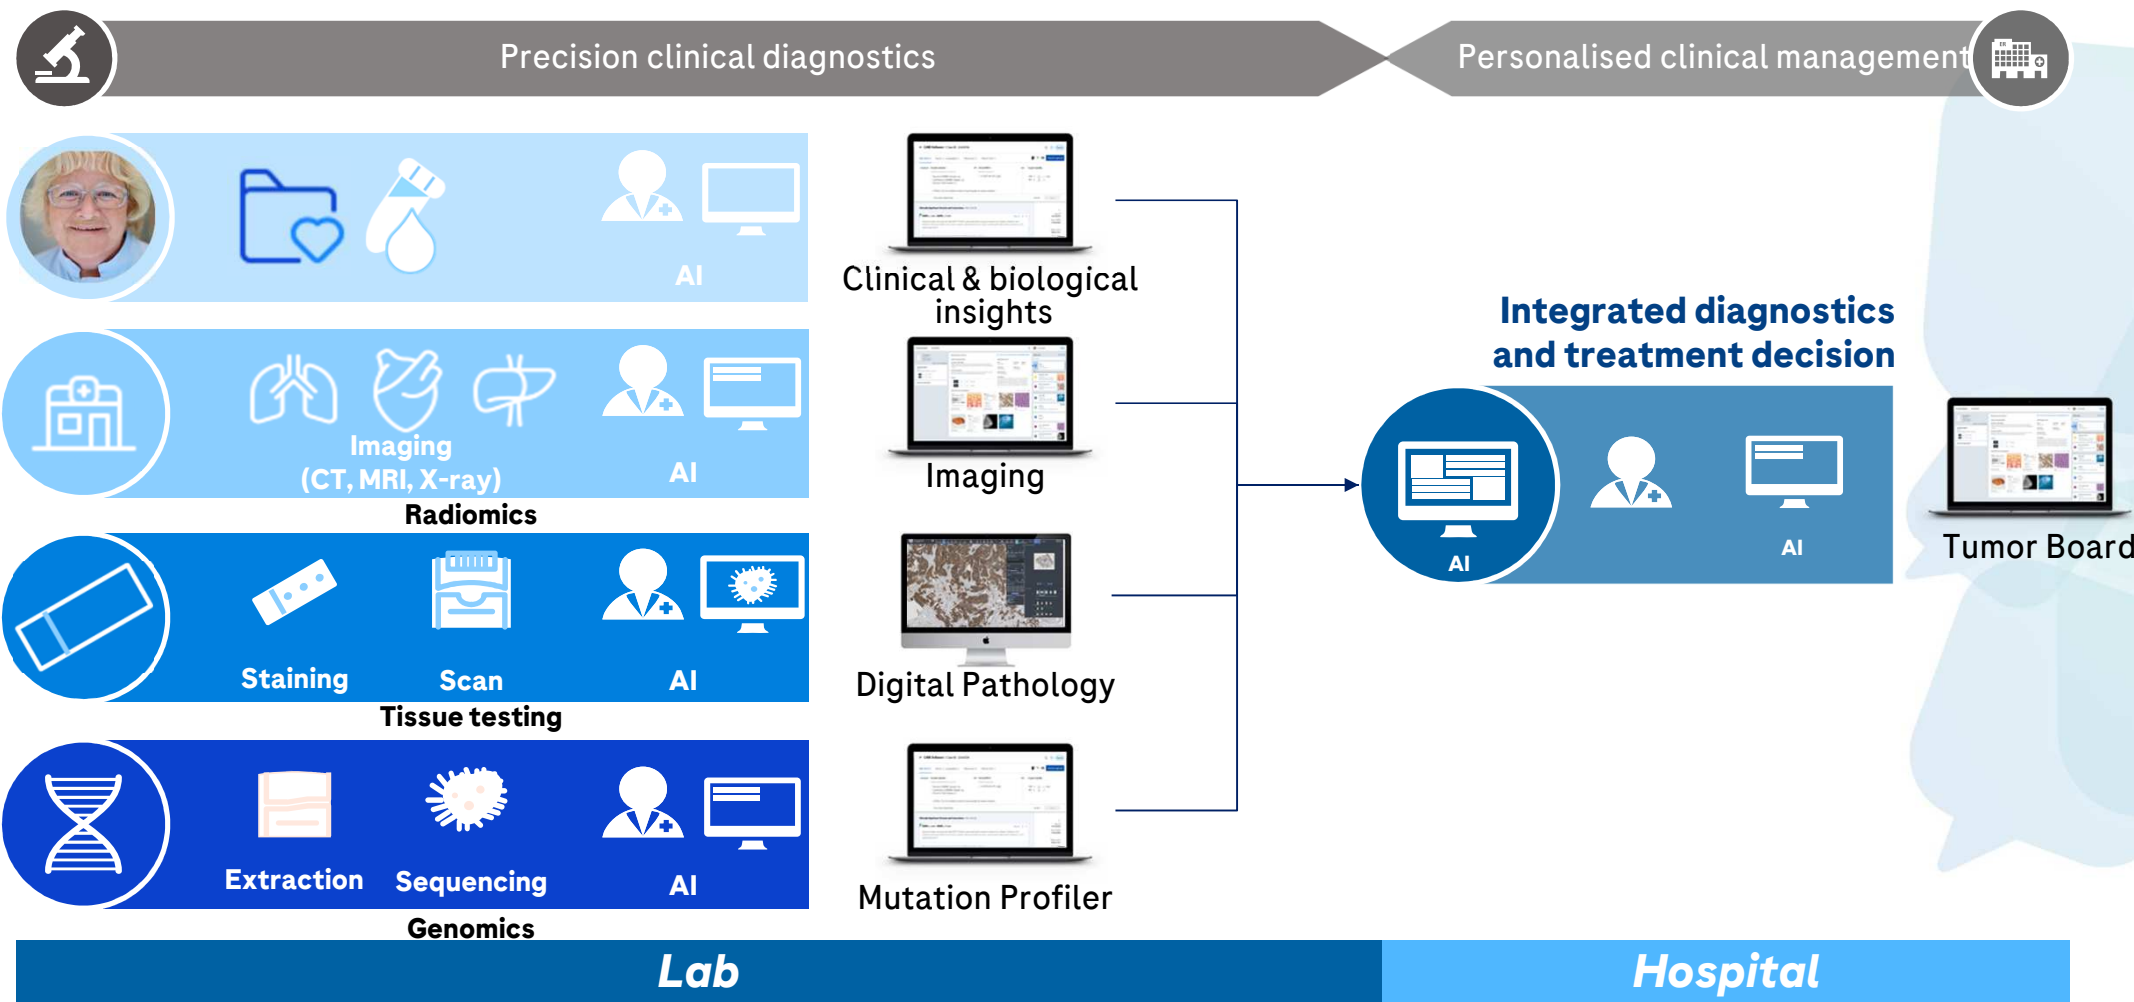 Precision clinical diagnostics
Personalised clinical management
AI
Clinical & biological
insights
Imaging
(CT, MRI, X-ray)
AI
Radiomics
Imaging
Integrated diagnostics
and treatment decision
AI
AI
Tumor Board
Staining
Scan
AI
Tissue testing
Digital Pathology
Extraction
Sequencing
AI
Genomics
Mutation Profiler
Lab
Hospital